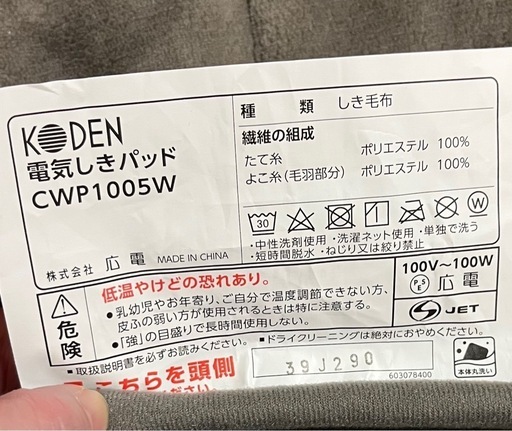 KODEN
電気しきパッド
CWP1005W
株式会社 広電 MADE IN CHINA
種類 しき毛布
繊維の組成
たて糸 ポリエステル 100%
よこ糸(毛羽部分) ポリエステル 100%
30 W
・中性洗剤使用・洗濯ネット使用・単独で洗う
・短時間脱水・ねじり又は絞り禁止
危険
低温やけどの恐れあり。
●乳幼児やお年寄り、ご自分で温度調節できない方、
皮ふの弱い方が使用されるときは特に注意する。
●「強」の目盛りで長時間使用しない。
100V～100W
PSE 広電
JET
■取扱説明書を必ずお読みください。
■ドライクリーニングは絶対におやめください。
こちらを頭側
39J290
603078400
本体丸洗い